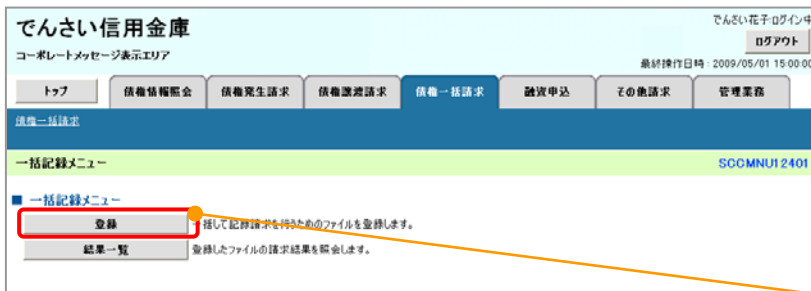 でんさい信用金庫
でんさい花子:ログイン中
ログアウト
コーポレートメッセージ表示エリア
最終操作日時：2009/05/01 15:00:00
トップ 債権情報照会 債権発生請求 債権譲渡請求 債権一括請求 融資申込 その他請求 管理業務
債権一括請求
一括記録メニュー SCCMNU12401
■ 一括記録メニュー
登録 一括して記録請求を行うためのファイルを登録します。
結果一覧 登録したファイルの請求結果を照会します。